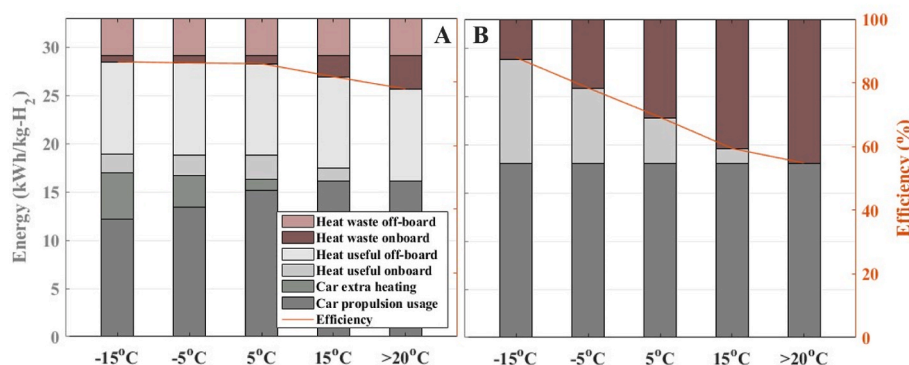 A
B
Energy (kWh/kg-H2)
30
25
20
15
10
5
0
Heat waste off-board
Heat waste onboard
Heat useful off-board
Heat useful onboard
Car extra heating
Car propulsion usage
Efficiency
-15°C -5°C 5°C 15°C >20°C
-15°C -5°C 5°C 15°C >20°C
100
80
60
40
20
0
Efficiency (%)